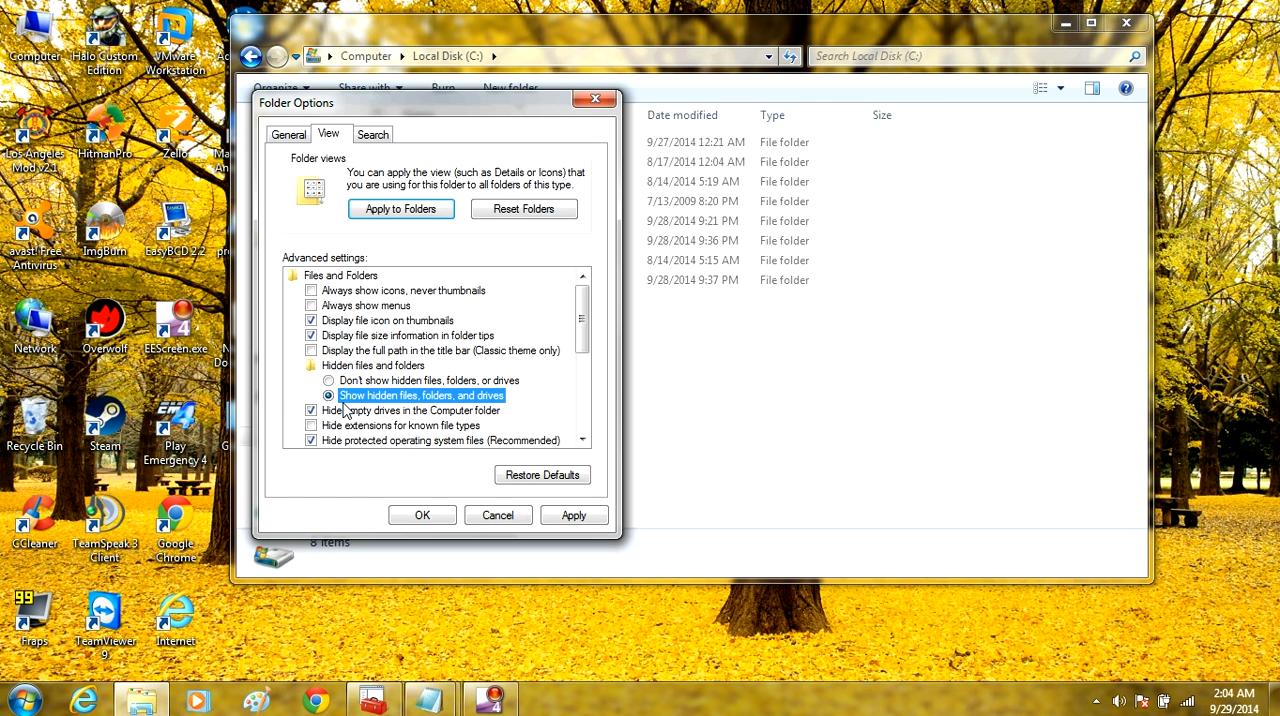 Computer
Halo Custom
Edition
VMware
Workstation
Los Angeles
Mod v2.1
HitmanPro
Zello
avast! Free
Antivirus
ImgBurn
EasyBCD 2.2
Network
Overwolf
EEScreen.exe
Recycle Bin
Steam
Play
Emergency 4
CCleaner
TeamSpeak 3
Client
Google
Chrome
99
Fraps
TeamViewer
9
Internet
Computer
Local Disk (C:)
Search Local Disk (C:)
Organize
Share with
Burn
New folder
Date modified
Type
Size
9/27/2014 12:21 AM
File folder
8/17/2014 12:04 AM
File folder
8/14/2014 5:19 AM
File folder
7/13/2009 8:20 PM
File folder
9/28/2014 9:21 PM
File folder
9/28/2014 9:36 PM
File folder
8/14/2014 5:15 AM
File folder
9/28/2014 9:37 PM
File folder
8 items
Folder Options
General
View
Search
Folder views
You can apply the view (such as Details or Icons) that
you are using for this folder to all folders of this type.
Apply to Folders
Reset Folders
Advanced settings:
Files and Folders
Always show icons, never thumbnails
Always show menus
Display file icon on thumbnails
Display file size information in folder tips
Display the full path in the title bar (Classic theme only)
Hidden files and folders
Don't show hidden files, folders, or drives
Show hidden files, folders, and drives
Hide empty drives in the Computer folder
Hide extensions for known file types
Hide protected operating system files (Recommended)
Restore Defaults
OK
Cancel
Apply
2:04 AM
9/29/2014